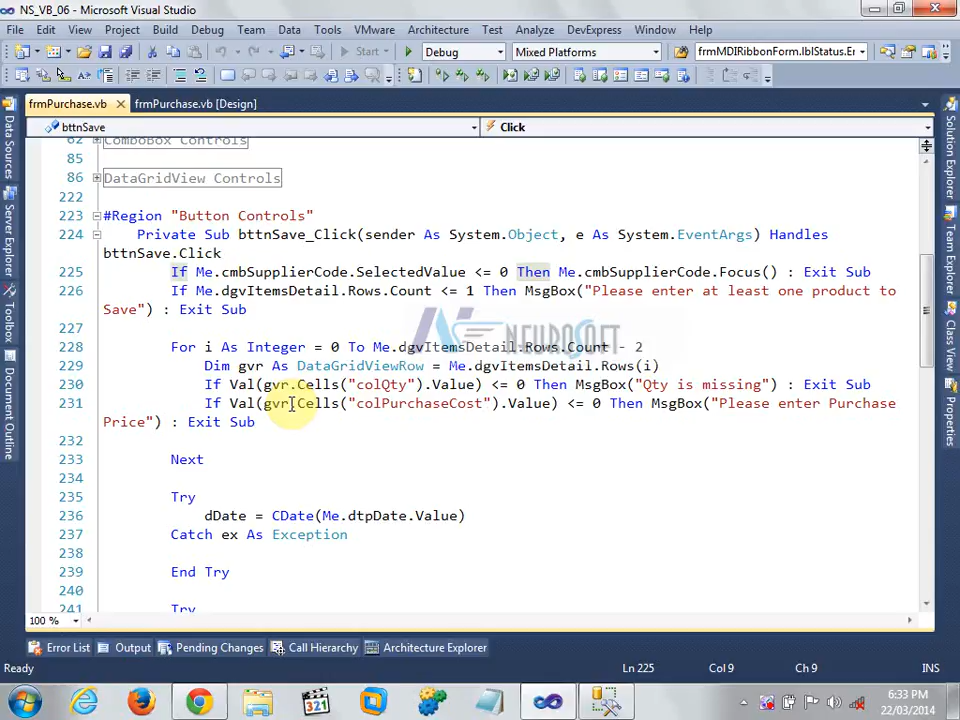 NS_VB_06 - Microsoft Visual Studio
File Edit View Project Build Debug Team Data Tools VMware Architecture Test Analyze DevExpress Window Help
Start Debug Mixed Platforms frmMDIRibbonForm.lblStatus.En
frmPurchase.vb frmPurchase.vb [Design]
bttnSave Click
82 ComboBox Controls
85
86 DataGridView Controls
222
223 #Region "Button Controls"
224 Private Sub bttnSave_Click(sender As System.Object, e As System.EventArgs) Handles
bttnSave.Click
225 If Me.cmbSupplierCode.SelectedValue <= 0 Then Me.cmbSupplierCode.Focus() : Exit Sub
226 If Me.dgvItemsDetail.Rows.Count <= 1 Then MsgBox("Please enter at least one product to
Save") : Exit Sub
227
228 For i As Integer = 0 To Me.dgvItemsDetail.Rows.Count - 2
229 Dim gvr As DataGridViewRow = Me.dgvItemsDetail.Rows(i)
230 If Val(gvr.Cells("colQty").Value) <= 0 Then MsgBox("Qty is missing") : Exit Sub
231 If Val(gvr.Cells("colPurchaseCost").Value) <= 0 Then MsgBox("Please enter Purchase
Price") : Exit Sub
232
233 Next
234
235 Try
236 dDate = CDate(Me.dtpDate.Value)
237 Catch ex As Exception
238
239 End Try
240
241 Try
NEUROSOFT
Data Sources
Server Explorer
Toolbox
Document Outline
Solution Explorer
Team Explorer
Class View
Properties
100 %
Error List Output Pending Changes Call Hierarchy Architecture Explorer
Ready Ln 225 Col 9 Ch 9 INS
321
6:33 PM
22/03/2014